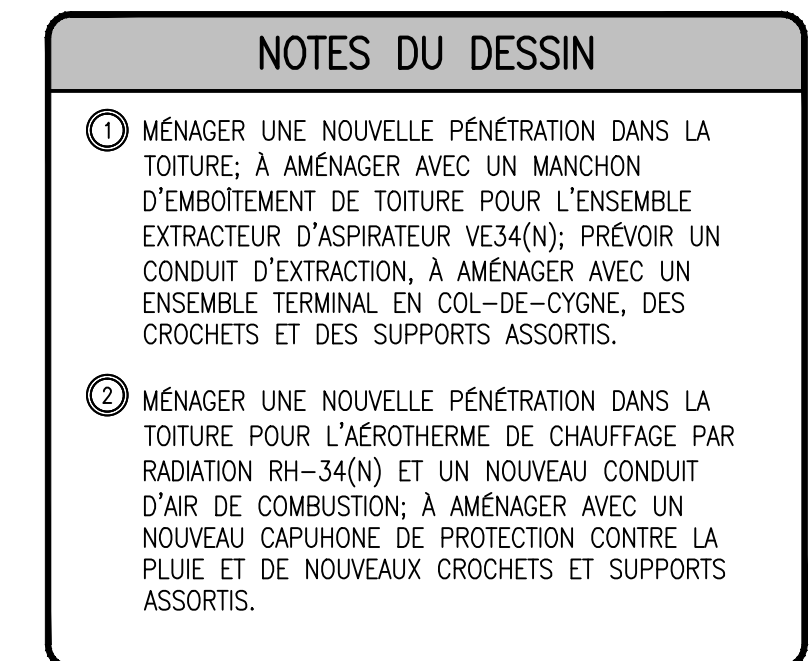 NOTES DU DESSIN
1 MÉNAGER UNE NOUVELLE PÉNÉTRATION DANS LA
TOITURE; À AMÉNAGER AVEC UN MANCHON
D'EMBOÎTEMENT DE TOITURE POUR L'ENSEMBLE
EXTRACTEUR D'ASPIRATEUR VE34(N); PRÉVOIR UN
CONDUIT D'EXTRACTION, À AMÉNAGER AVEC UN
ENSEMBLE TERMINAL EN COL-DE-CYGNE, DES
CROCHETS ET DES SUPPORTS ASSORTIS.
2 MÉNAGER UNE NOUVELLE PÉNÉTRATION DANS LA
TOITURE POUR L'AÉROTHERME DE CHAUFFAGE PAR
RADIATION RH-34(N) ET UN NOUVEAU CONDUIT
D'AIR DE COMBUSTION; À AMÉNAGER AVEC UN
NOUVEAU CAPUHONE DE PROTECTION CONTRE LA
PLUIE ET DE NOUVEAUX CROCHETS ET SUPPORTS
ASSORTIS.